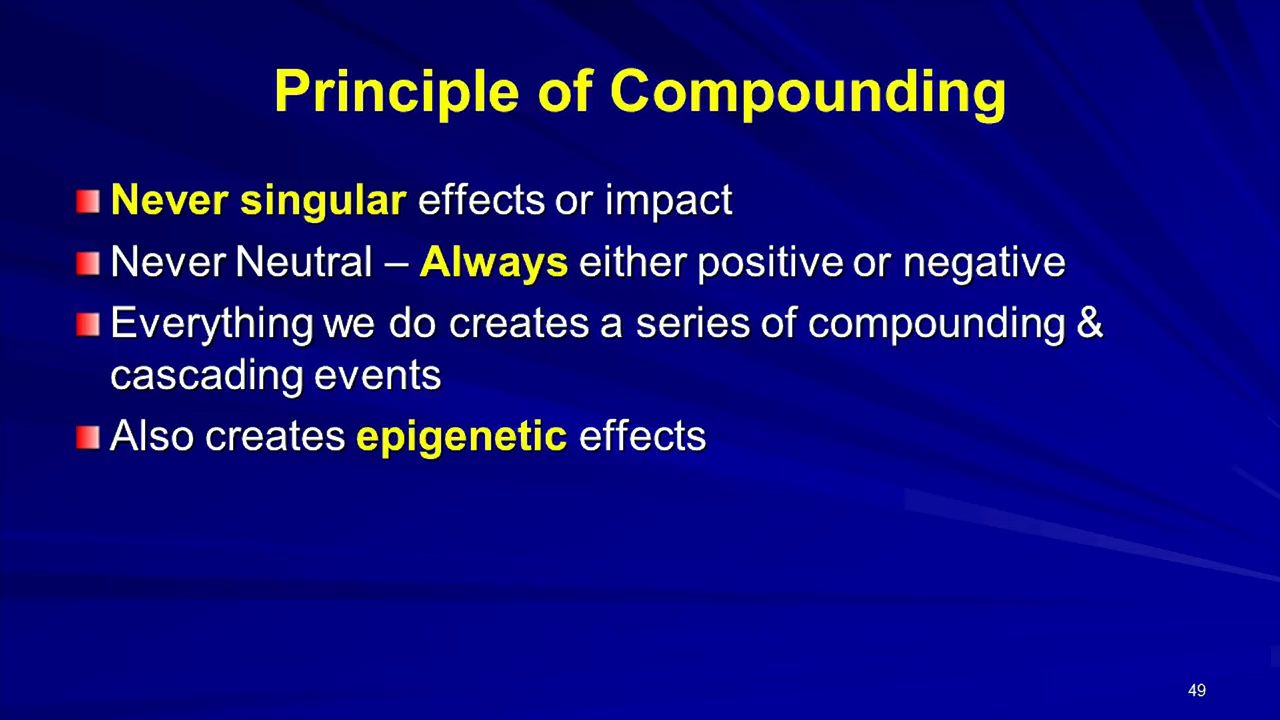 Principle of Compounding
Never singular effects or impact
Never Neutral – Always either positive or negative
Everything we do creates a series of compounding &
cascading events
Also creates epigenetic effects
49